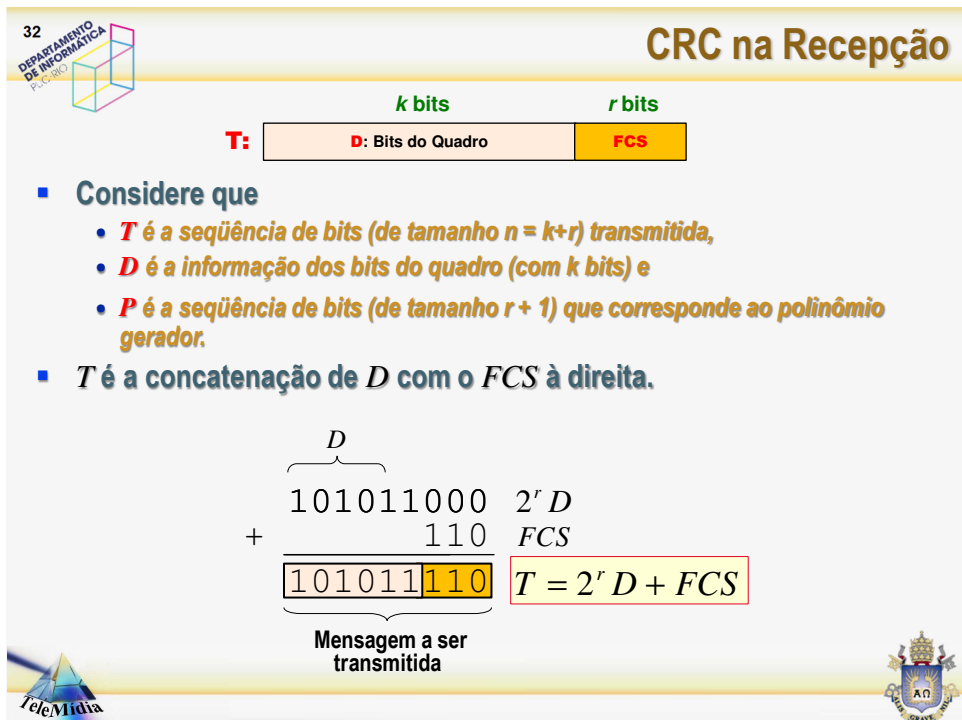 32
DEPARTAMENTO
DE INFORMÁTICA
PUC-RIO
CRC na Recepção
k bits r bits
T: D: Bits do Quadro FCS
Considere que
T é a seqüência de bits (de tamanho n = k+r) transmitida,
D é a informação dos bits do quadro (com k bits) e
P é a seqüência de bits (de tamanho r + 1) que corresponde ao polinômio
gerador.
T é a concatenação de D com o FCS à direita.
D
101011000 2^r D
+ 110 FCS
101011110 T = 2^r D + FCS
Mensagem a ser
transmitida
TeleMídia
ΑΩ